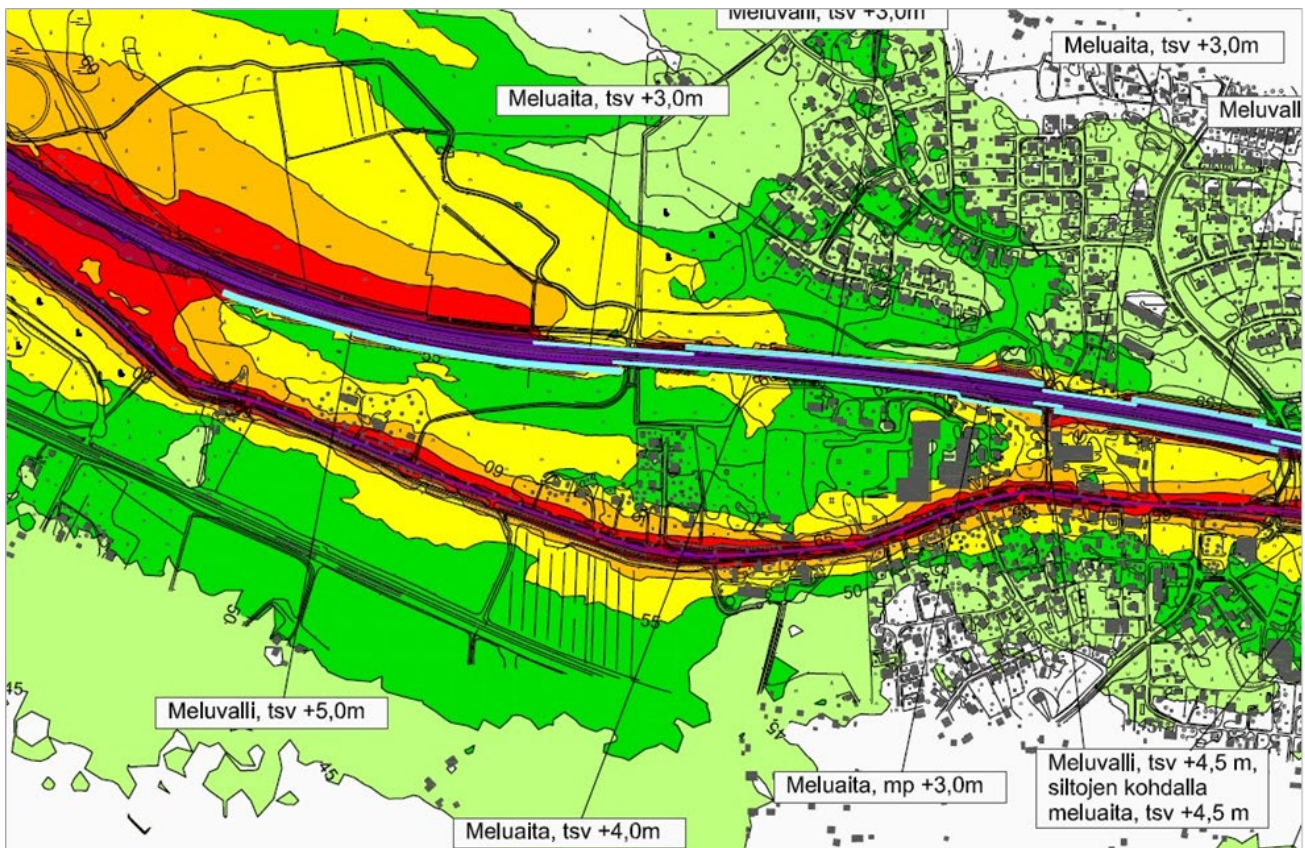 Meluvalli, tsv +3,0m
Meluaita, tsv +3,0m
Meluaita, tsv +3,0m
Meluvall
55
60
65
50
55
50
45
45
45
Meluvalli, tsv +5,0m
Meluaita, mp +3,0m
Meluvalli, tsv +4,5 m,
siltojen kohdalla
meluaita, tsv +4,5 m
Meluaita, tsv +4,0m